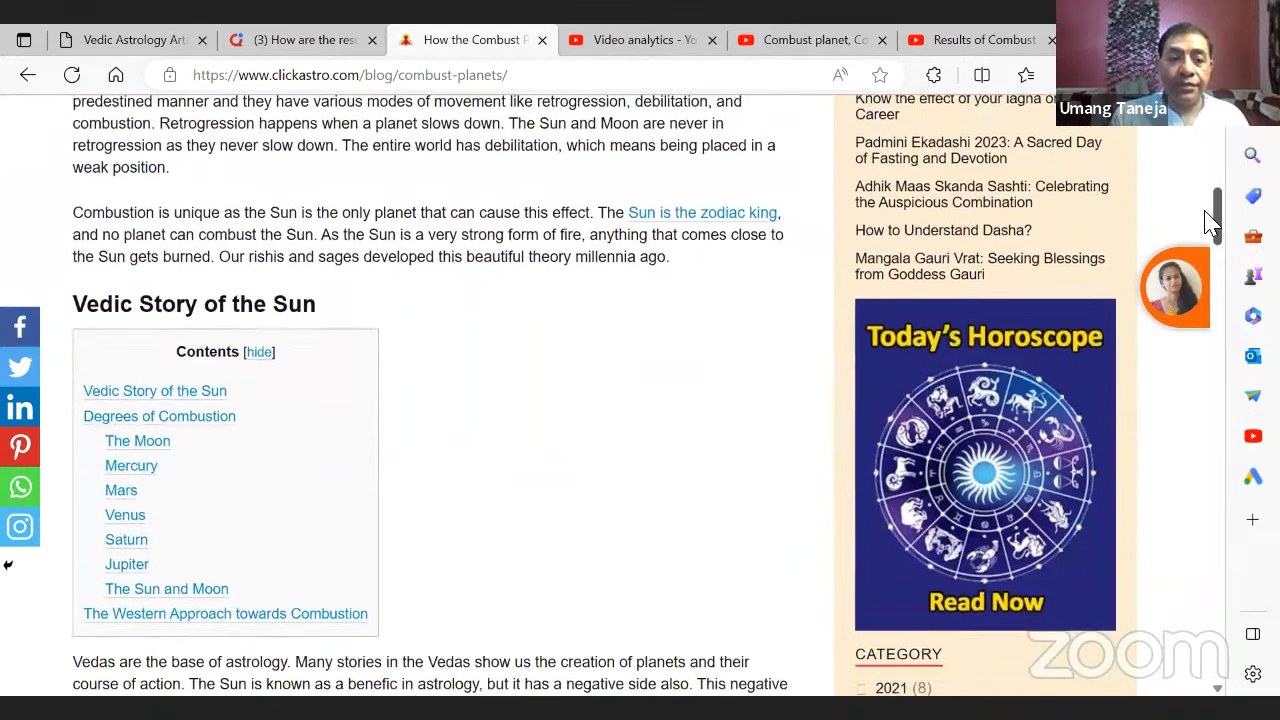 Vedic Astrology Art
(3) How are the resu
How the Combust P
Video analytics - Yo
Combust planet, Co
Results of Combust
https://www.clickastro.com/blog/combust-planets/
Umang Taneja
predestined manner and they have various modes of movement like retrogression, debilitation, and
combustion. Retrogression happens when a planet slows down. The Sun and Moon are never in
retrogression as they never slow down. The entire world has debilitation, which means being placed in a
weak position.
Combustion is unique as the Sun is the only planet that can cause this effect. The Sun is the zodiac king,
and no planet can combust the Sun. As the Sun is a very strong form of fire, anything that comes close to
the Sun gets burned. Our rishis and sages developed this beautiful theory millennia ago.
Vedic Story of the Sun
Contents [hide]
Vedic Story of the Sun
Degrees of Combustion
The Moon
Mercury
Mars
Venus
Saturn
Jupiter
The Sun and Moon
The Western Approach towards Combustion
Vedas are the base of astrology. Many stories in the Vedas show us the creation of planets and their
course of action. The Sun is known as a benefic in astrology, but it has a negative side also. This negative
Know the effect of your lagna on
Career
Padmini Ekadashi 2023: A Sacred Day
of Fasting and Devotion
Adhik Maas Skanda Sashti: Celebrating
the Auspicious Combination
How to Understand Dasha?
Mangala Gauri Vrat: Seeking Blessings
from Goddess Gauri
Today's Horoscope
Read Now
CATEGORY
2021 (8)
zoom